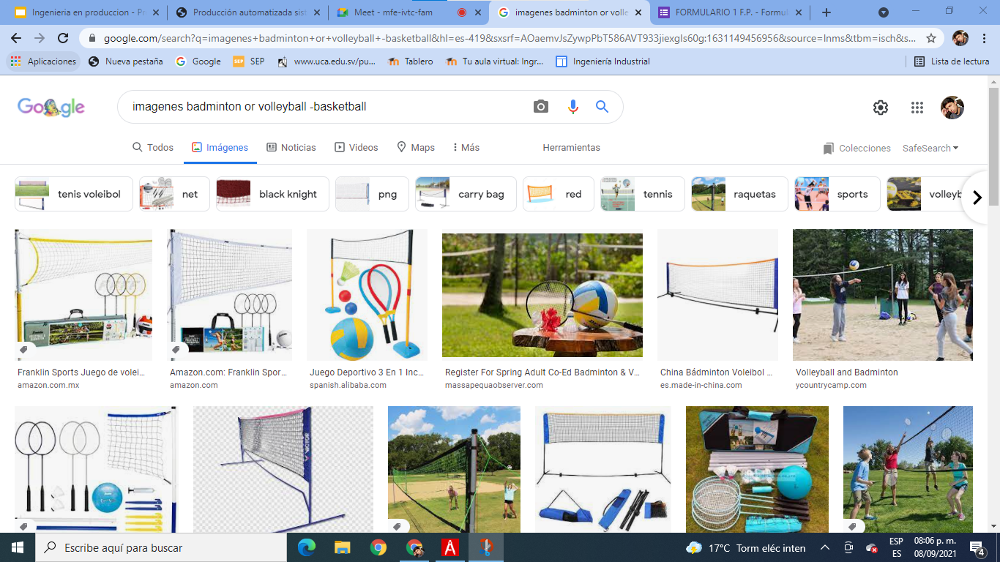 Ingenieria en produccion - Pr
Producción automatizada sist
Meet - mfe-ivtc-fam
imagenes badminton or volle
FORMULARIO 1 F.P. - Formul
google.com/search?q=imagenes+badminton+or+volleyball+-basketball&hl=es-419&sxsrf=AOaemvJsZywpPbT586AVT933jiexgls60g:1631149456956&source=lnms&tbm=isch&s...
Aplicaciones
Nueva pestaña
Google
SEP
SEP
www.uca.edu.sv/pu...
Tablero
Tu aula virtual: Ingr...
Ingeniería Industrial
Lista de lectura
Google
imagenes badminton or volleyball -basketball
Todos
Imágenes
Noticias
Videos
Maps
Más
Herramientas
Colecciones
SafeSearch
tenis voleibol
net
black knight
png
carry bag
red
tennis
raquetas
sports
volleyb
Franklin Sports Juego de volei...
amazon.com.mx
Amazon.com: Franklin Spor...
amazon.com
Juego Deportivo 3 En 1 Inc...
spanish.alibaba.com
Register For Spring Adult Co-Ed Badminton & V...
massapequaobserver.com
China Bádminton Voleibol ...
es.made-in-china.com
Volleyball and Badminton
ycountrycamp.com
VICTOR
Escribe aquí para buscar
17°C Torm eléc inten
ESP
ES
08:06 p. m.
08/09/2021
4